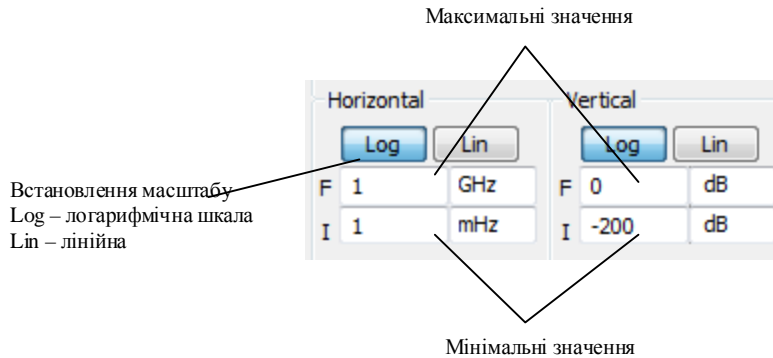 Максимальні значення
Horizontal Vertical
Log Lin Log Lin
F 1 GHz F 0 dB
I 1 mHz I -200 dB
Встановлення масштабу
Log – логарифмічна шкала
Lin – лінійна
Мінімальні значення